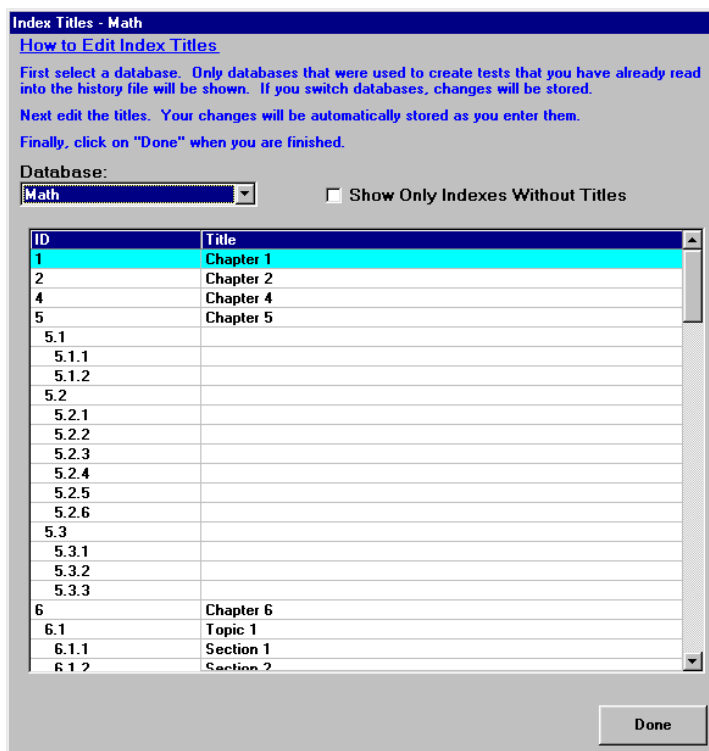 Index Titles - Math
How to Edit Index Titles
First select a database.  Only databases that were used to create tests that you have already read
into the history file will be shown.  If you switch databases, changes will be stored.
Next edit the titles.  Your changes will be automatically stored as you enter them.
Finally, click on "Done" when you are finished.
Database:
Math    Show Only Indexes Without Titles
ID    Title
1    Chapter 1
2    Chapter 2
4    Chapter 4
5    Chapter 5
5.1
5.1.1
5.1.2
5.2
5.2.1
5.2.2
5.2.3
5.2.4
5.2.5
5.2.6
5.3
5.3.1
5.3.2
5.3.3
6    Chapter 6
6.1    Topic 1
6.1.1    Section 1
6.1.2    Section 2
Done